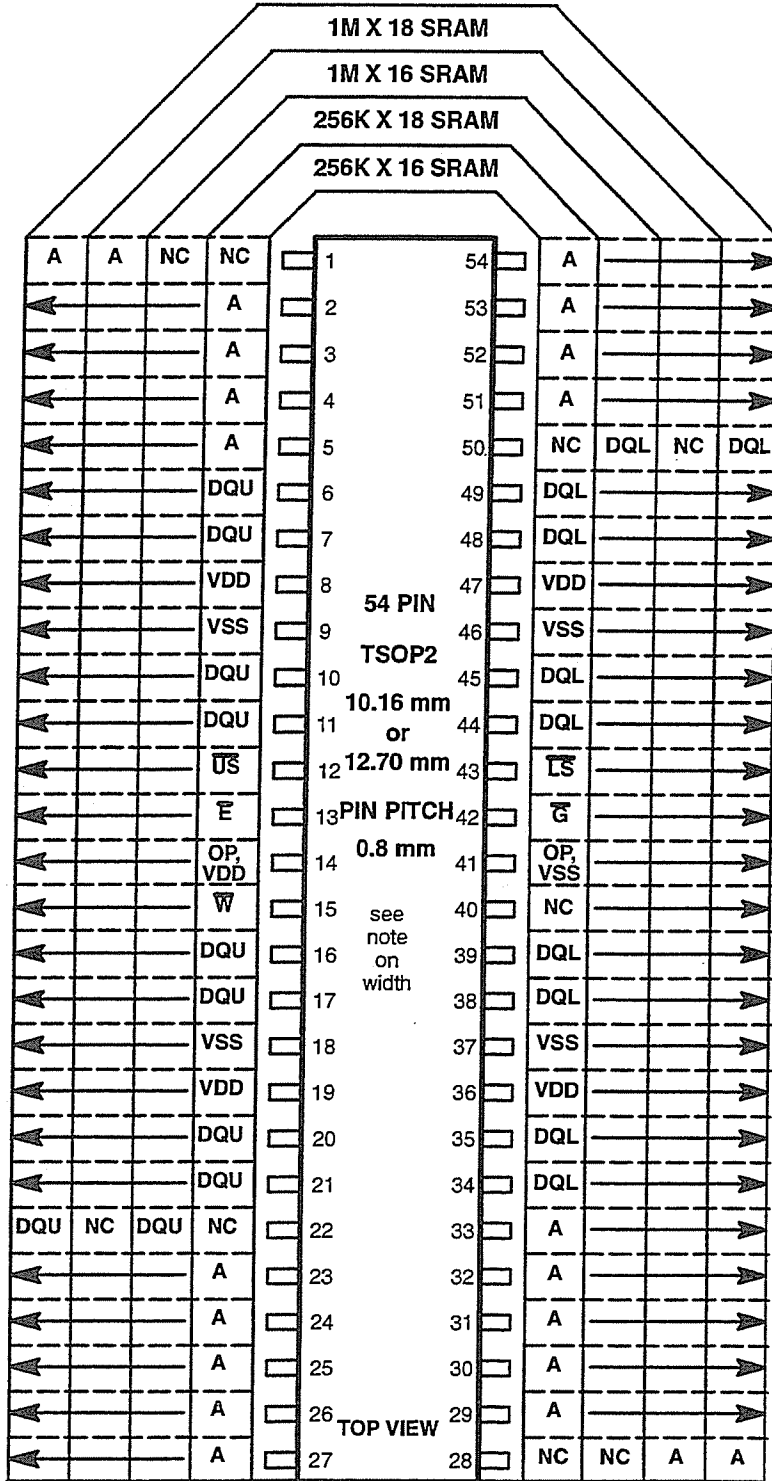 1M X 18 SRAM
1M X 16 SRAM
256K X 18 SRAM
256K X 16 SRAM
A A NC NC 1 54 A
A 2 53 A
A 3 52 A
A 4 51 A
A 5 50 NC DQL NC DQL
DQU 6 49 DQL
DQU 7 48 DQL
VDD 8 47 VDD
54 PIN
VSS 9 46 VSS
TSOP2
DQU 10 45 DQL
10.16 mm
DQU 11 44 DQL
or
U̅S̅ 12 12.70 mm 43 L̅S̅
E̅ 13 PIN PITCH 42 G̅
OP, VDD 14 0.8 mm 41 OP, VSS
W̅ 15 40 NC
see
note
DQU 16 39 DQL
on
width
DQU 17 38 DQL
VSS 18 37 VSS
VDD 19 36 VDD
DQU 20 35 DQL
DQU 21 34 DQL
DQU NC DQU NC 22 33 A
A 23 32 A
A 24 31 A
A 25 30 A
A 26 29 A
TOP VIEW
A 27 28 NC NC A A